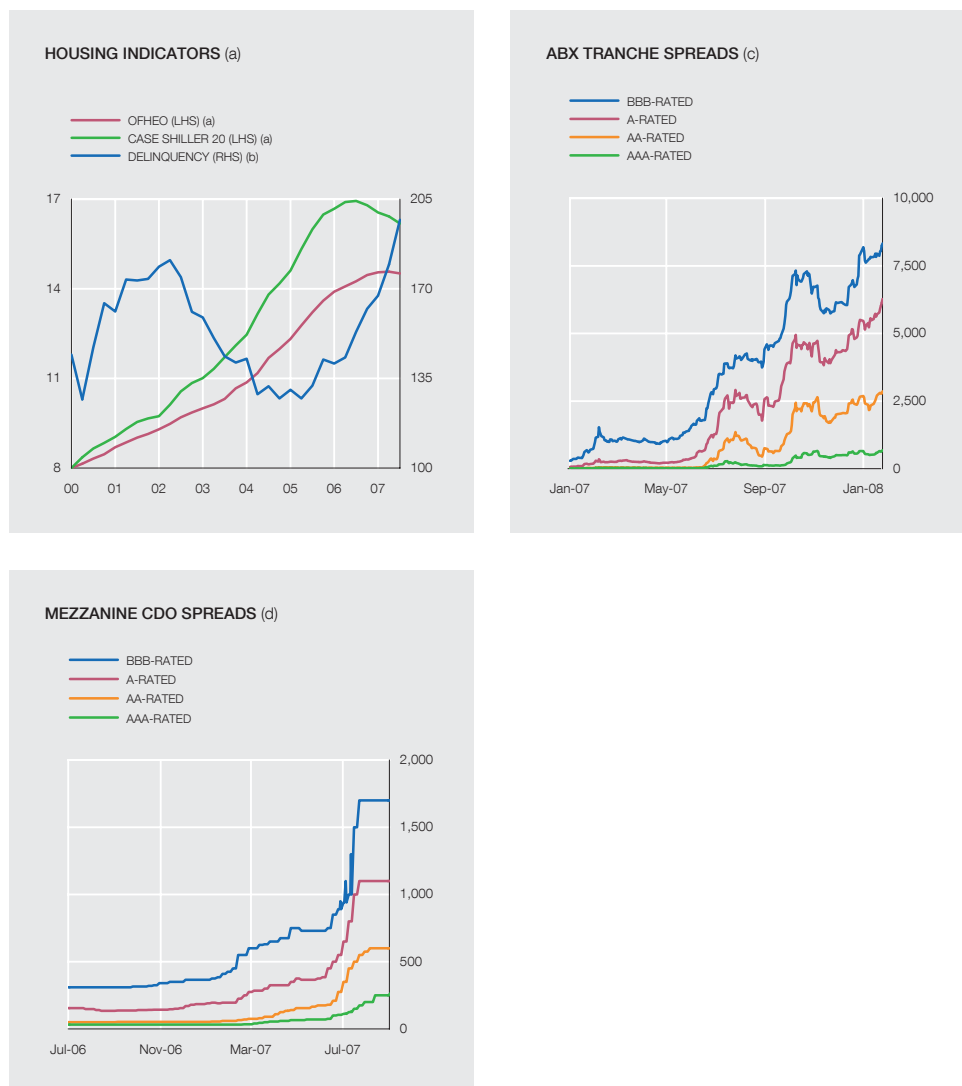 HOUSING INDICATORS (a)
OFHEO (LHS) (a)
CASE SHILLER 20 (LHS) (a)
DELINQUENCY (RHS) (b)
17
14
11
8
205
170
135
100
00 01 02 03 04 05 06 07
ABX TRANCHE SPREADS (c)
BBB-RATED
A-RATED
AA-RATED
AAA-RATED
10,000
7,500
5,000
2,500
0
Jan-07 May-07 Sep-07 Jan-08
MEZZANINE CDO SPREADS (d)
BBB-RATED
A-RATED
AA-RATED
AAA-RATED
2,000
1,500
1,000
500
0
Jul-06 Nov-06 Mar-07 Jul-07